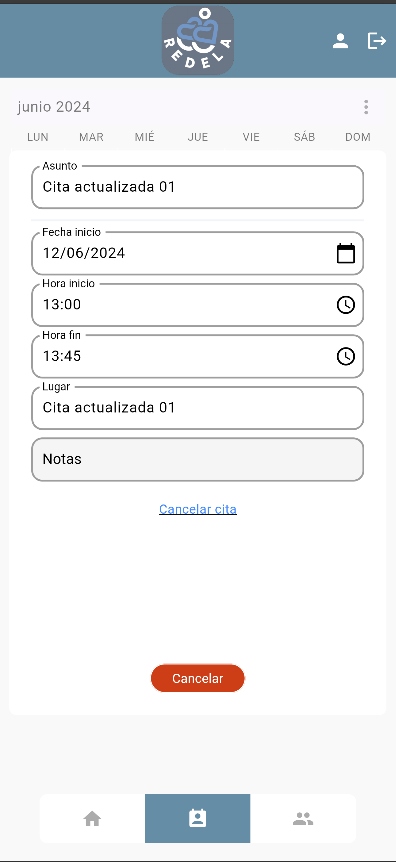 REDELA
junio 2024
LUN MAR MIÉ JUE VIE SÁB DOM
Asunto
Cita actualizada 01
Fecha inicio
12/06/2024
Hora inicio
13:00
Hora fin
13:45
Lugar
Cita actualizada 01
Notas
Cancelar cita
Cancelar